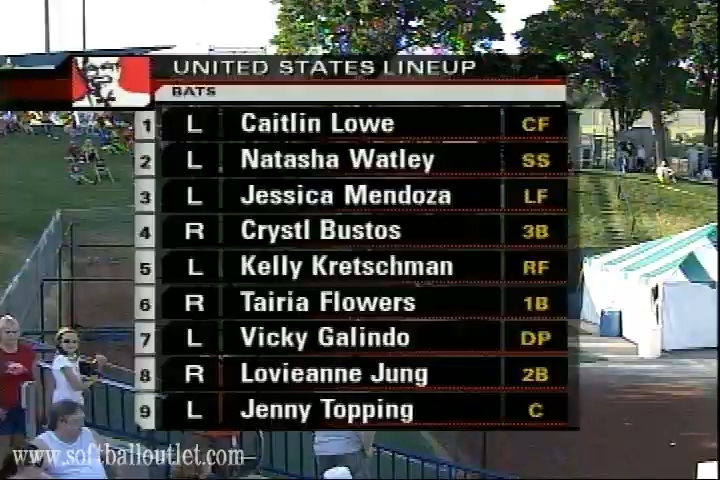 UNITED STATES LINEUP
BATS
1 L Caitlin Lowe CF
2 L Natasha Watley SS
3 L Jessica Mendoza LF
4 R Crystl Bustos 3B
5 L Kelly Kretschman RF
6 R Tairia Flowers 1B
7 L Vicky Galindo DP
8 R Lovieanne Jung 2B
9 L Jenny Topping C
www.softballoutlet.com